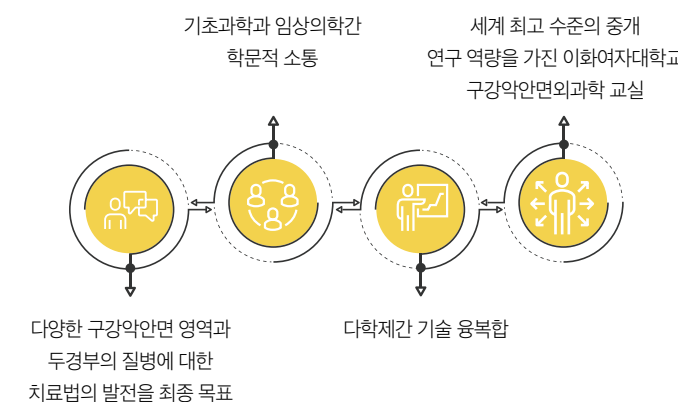 기초과학과 임상의학간
학문적 소통
세계 최고 수준의 중개
연구 역량을 가진 이화여자대학교
구강악안면외과학 교실
다양한 구강악안면 영역과
두경부의 질병에 대한
치료법의 발전을 최종 목표
다학제간 기술 융복합